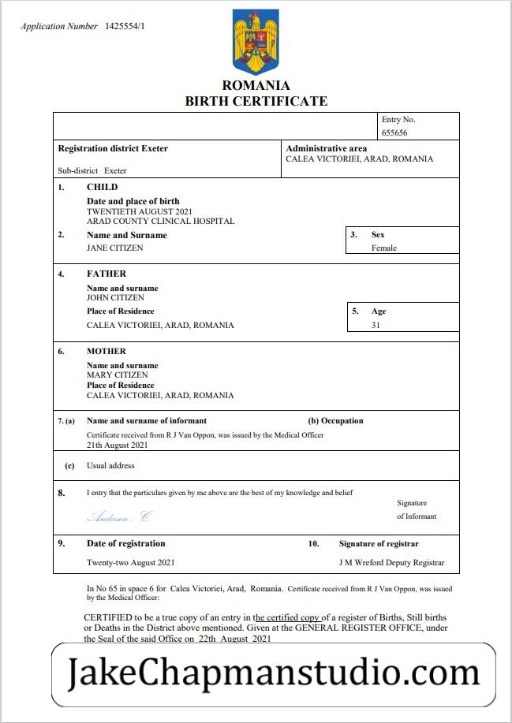 Application Number 1425554/1
ROMANIA
BIRTH CERTIFICATE
Entry No.
655656
Registration district Exeter
Sub-district Exeter
Administrative area
CALEA VICTORIEI, ARAD, ROMANIA
1. CHILD
Date and place of birth
TWENTIETH AUGUST 2021
ARAD COUNTY CLINICAL HOSPITAL
2. Name and Surname
JANE CITIZEN
3. Sex
Female
4. FATHER
Name and surname
JOHN CITIZEN
Place of Residence
CALEA VICTORIEI, ARAD, ROMANIA
5. Age
31
6. MOTHER
Name and surname
MARY CITIZEN
Place of Residence
CALEA VICTORIEI, ARAD, ROMANIA
7. (a) Name and surname of informant (b) Occupation
Certificate received from R J Van Oppon, was issued by the Medical Officer
21th August 2021
(c) Usual address
8. I entry that the particulars given by me above are the best of my knowledge and belief
Anderson . C.
Signature
of Informant
9. Date of registration
Twenty-two August 2021
10. Signature of registrar
J M Wreford Deputy Registrar
In No 65 in space 6 for Calea Victoriei, Arad, Romania. Certificate received from R J Van Oppon, was issued
by the Medical Officer:
CERTIFIED to be a true copy of an entry in the certified copy of a register of Births, Still births
or Deaths in the District above mentioned. Given at the GENERAL REGISTER OFFICE, under
the Seal of the said Office on 22th August 2021
JakeChapmanstudio.com